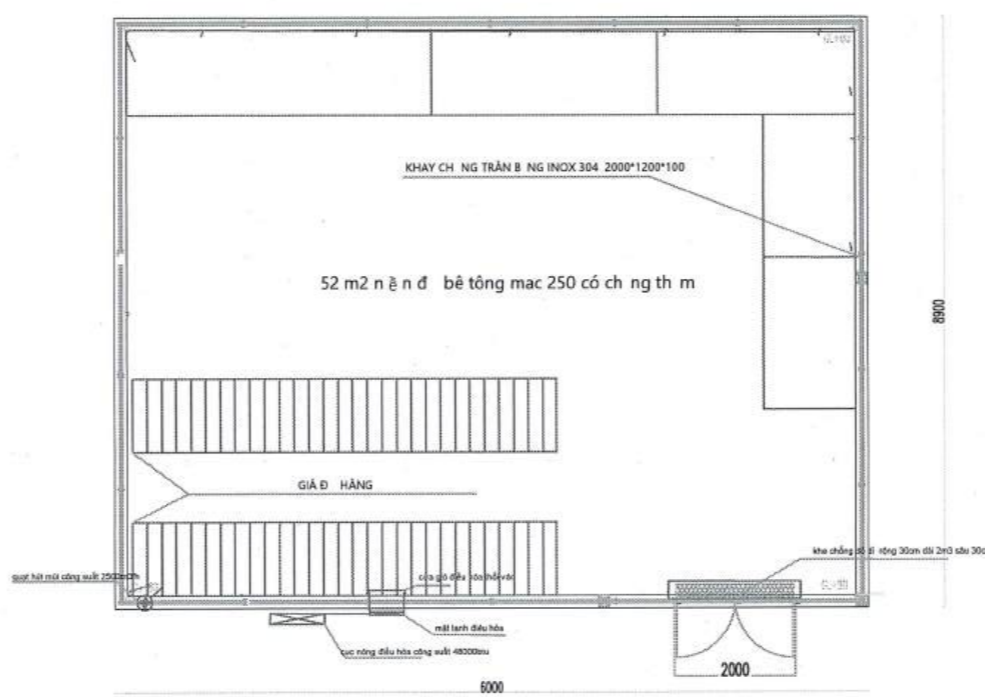 KHAY CH NG TRÀN B NG INOX 304 2000*1200*100
52 m2 n ề n đ bê tông mac 250 có ch ng th m
8900
GIÁ Đ HÀNG
khe chống đổ dị rộng 30cm dài 2m3 sâu 30c
quạt hút mùi công suất 2500m3h
cửa gió điều hòa thổi vào
mặt lạnh điều hòa
cục nóng điều hòa công suất 48000btu
2000
6000